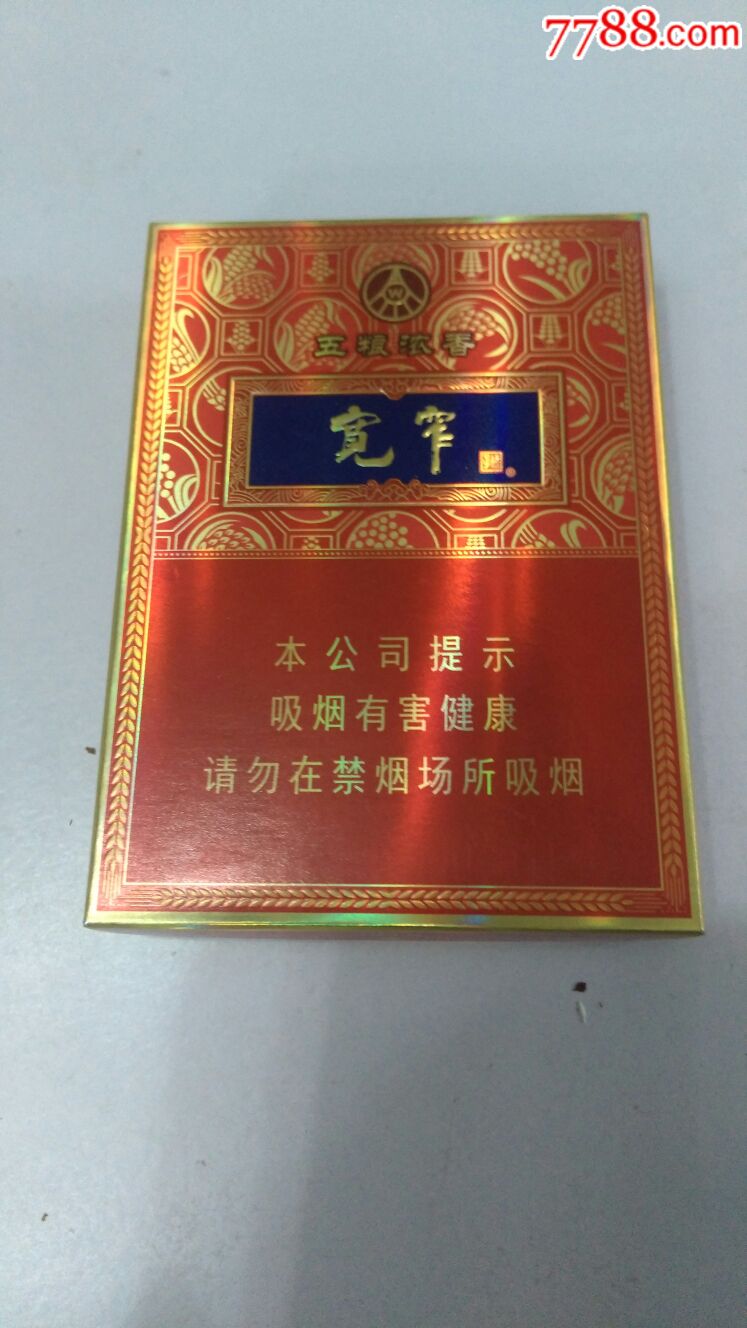 7788.com
W
五粮浓香
宽窄
本公司提示
吸烟有害健康
请勿在禁烟场所吸烟